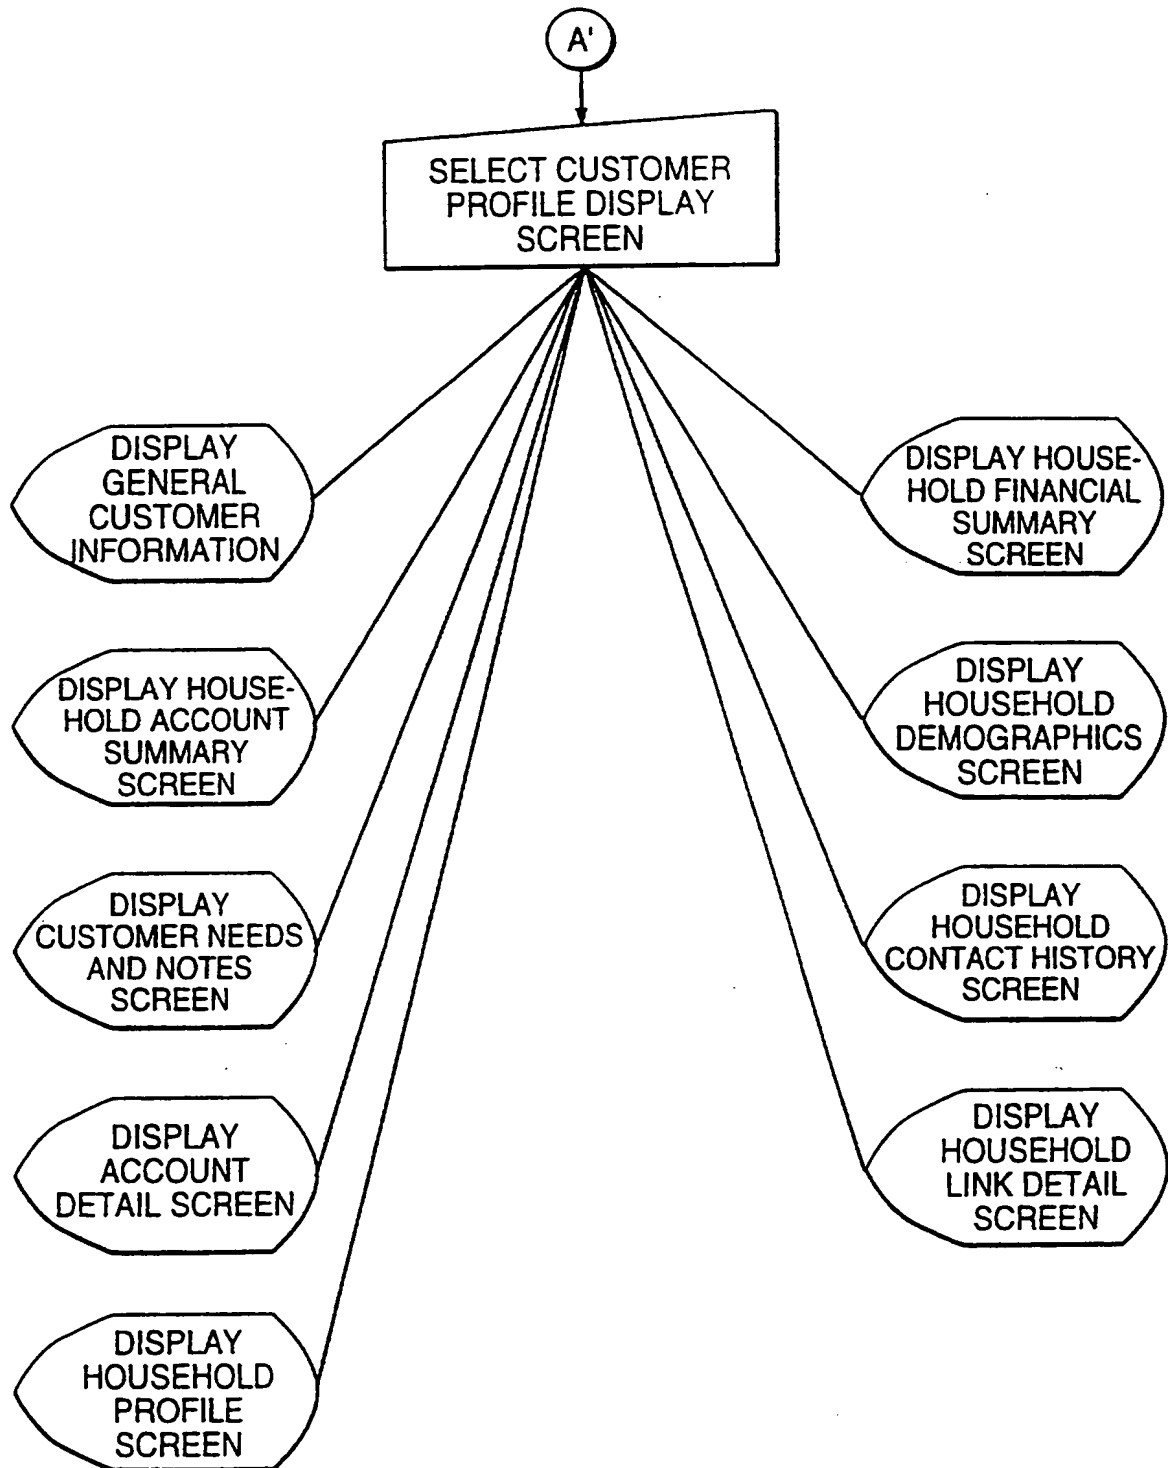 A'
SELECT CUSTOMER
PROFILE DISPLAY
SCREEN
DISPLAY
GENERAL
CUSTOMER
INFORMATION
DISPLAY HOUSE-
HOLD ACCOUNT
SUMMARY
SCREEN
DISPLAY
CUSTOMER NEEDS
AND NOTES
SCREEN
DISPLAY
ACCOUNT
DETAIL SCREEN
DISPLAY
HOUSEHOLD
PROFILE
SCREEN
DISPLAY HOUSE-
HOLD FINANCIAL
SUMMARY
SCREEN
DISPLAY
HOUSEHOLD
DEMOGRAPHICS
SCREEN
DISPLAY
HOUSEHOLD
CONTACT HISTORY
SCREEN
DISPLAY
HOUSEHOLD
LINK DETAIL
SCREEN